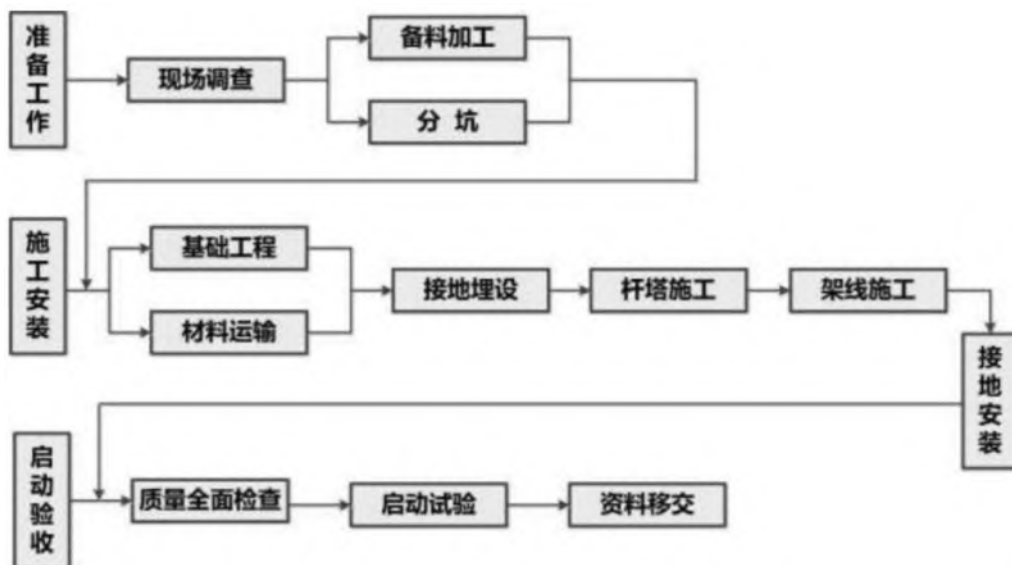 准备工作
现场调查
备料加工
分 坑
施工安装
基础工程
材料运输
接地埋设
杆塔施工
架线施工
接地安装
启动验收
质量全面检查
启动试验
资料移交